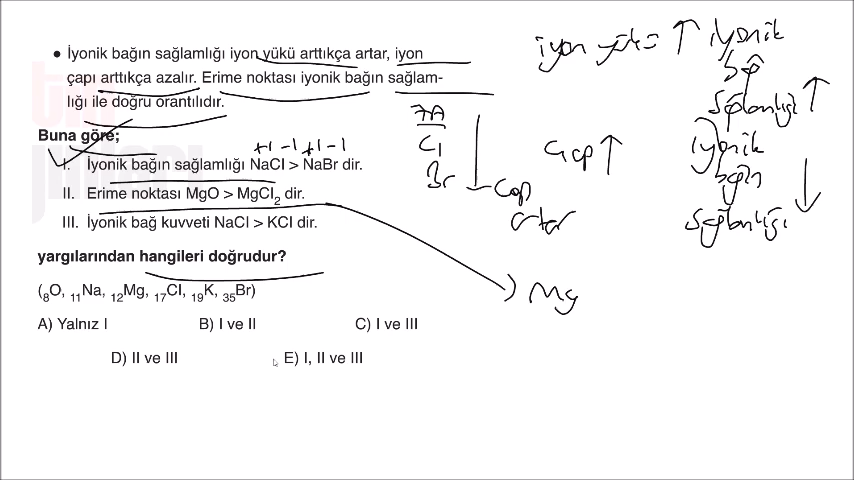 • İyonik bağın sağlamlığı iyon yükü arttıkça artar, iyon
çapı arttıkça azalır. Erime noktası iyonik bağın sağlam-
lığı ile doğru orantılıdır.
Buna göre;
+1 -1 +1 -1
I. İyonik bağın sağlamlığı NaCl > NaBr dir.
II. Erime noktası MgO > MgCl₂ dir.
III. İyonik bağ kuvveti NaCl > KCl dir.
yargılarından hangileri doğrudur?
(₈O, ₁₁Na, ₁₂Mg, ₁₇Cl, ₁₉K, ₃₅Br)
A) Yalnız I B) I ve II C) I ve III
D) II ve III E) I, II ve III
7A
Cl
Br
Çap
artar
iyon yükü ↑ iyonik
bğ
sağlamlığı ↑
Çap ↑ iyonik
bağın
sağlamlığı ↓
Mg